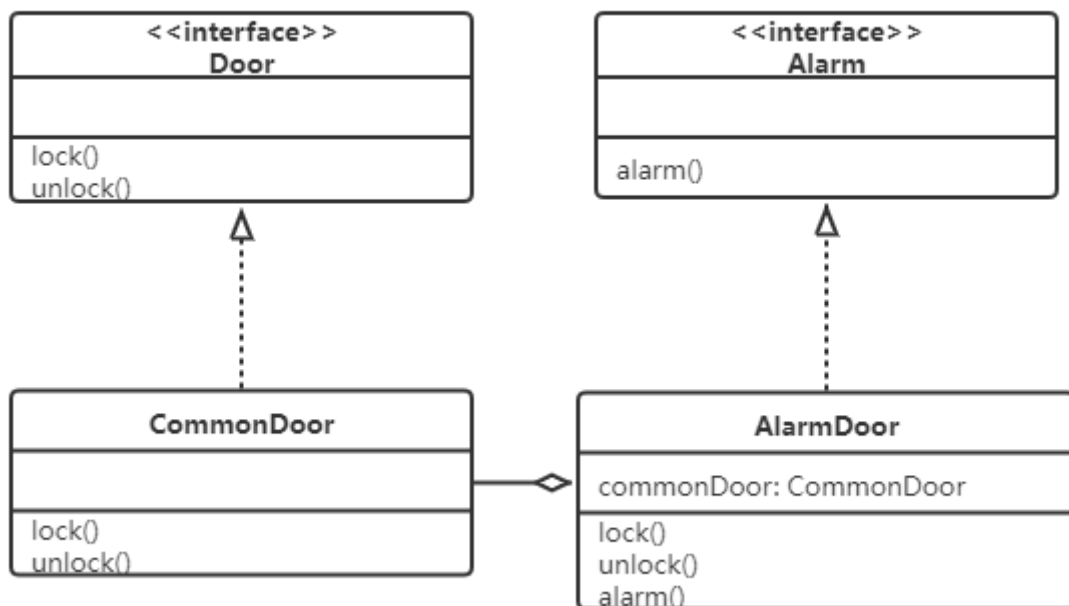 <<interface>>
Door
lock()
unlock()
<<interface>>
Alarm
alarm()
CommonDoor
lock()
unlock()
AlarmDoor
commonDoor: CommonDoor
lock()
unlock()
alarm()